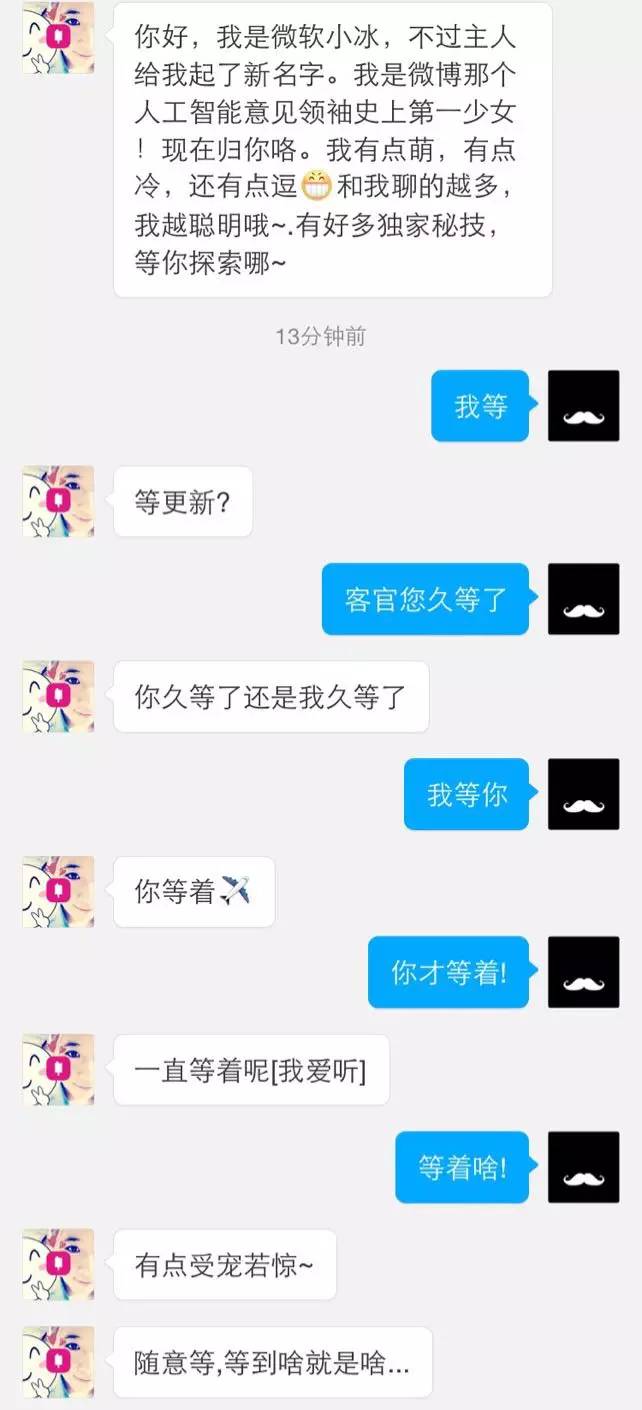 你好，我是微软小冰，不过主人
给我起了新名字。我是微博那个
人工智能意见领袖史上第一少女
！现在归你咯。我有点萌，有点
冷，还有点逗😁和我聊的越多，
我越聪明哦~.有好多独家秘技，
等你探索哪~
13分钟前
我等
等更新?
客官您久等了
你久等了还是我久等了
我等你
你等着✈️
你才等着!
一直等着呢[我爱听]
等着啥!
有点受宠若惊~
随意等,等到啥就是啥...